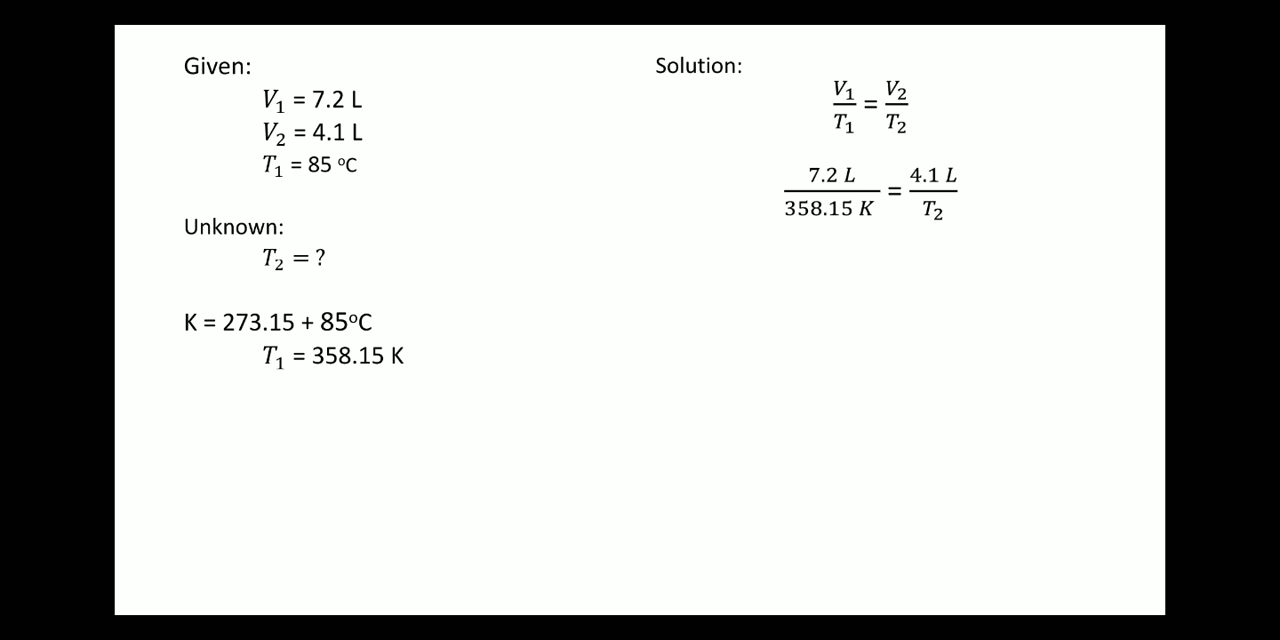 Given:
V₁ = 7.2 L
V₂ = 4.1 L
T₁ = 85 ºC
Unknown:
T₂ = ?
K = 273.15 + 85ºC
T₁ = 358.15 K
Solution:
V₁/T₁ = V₂/T₂
7.2 L/358.15 K = 4.1 L/T₂